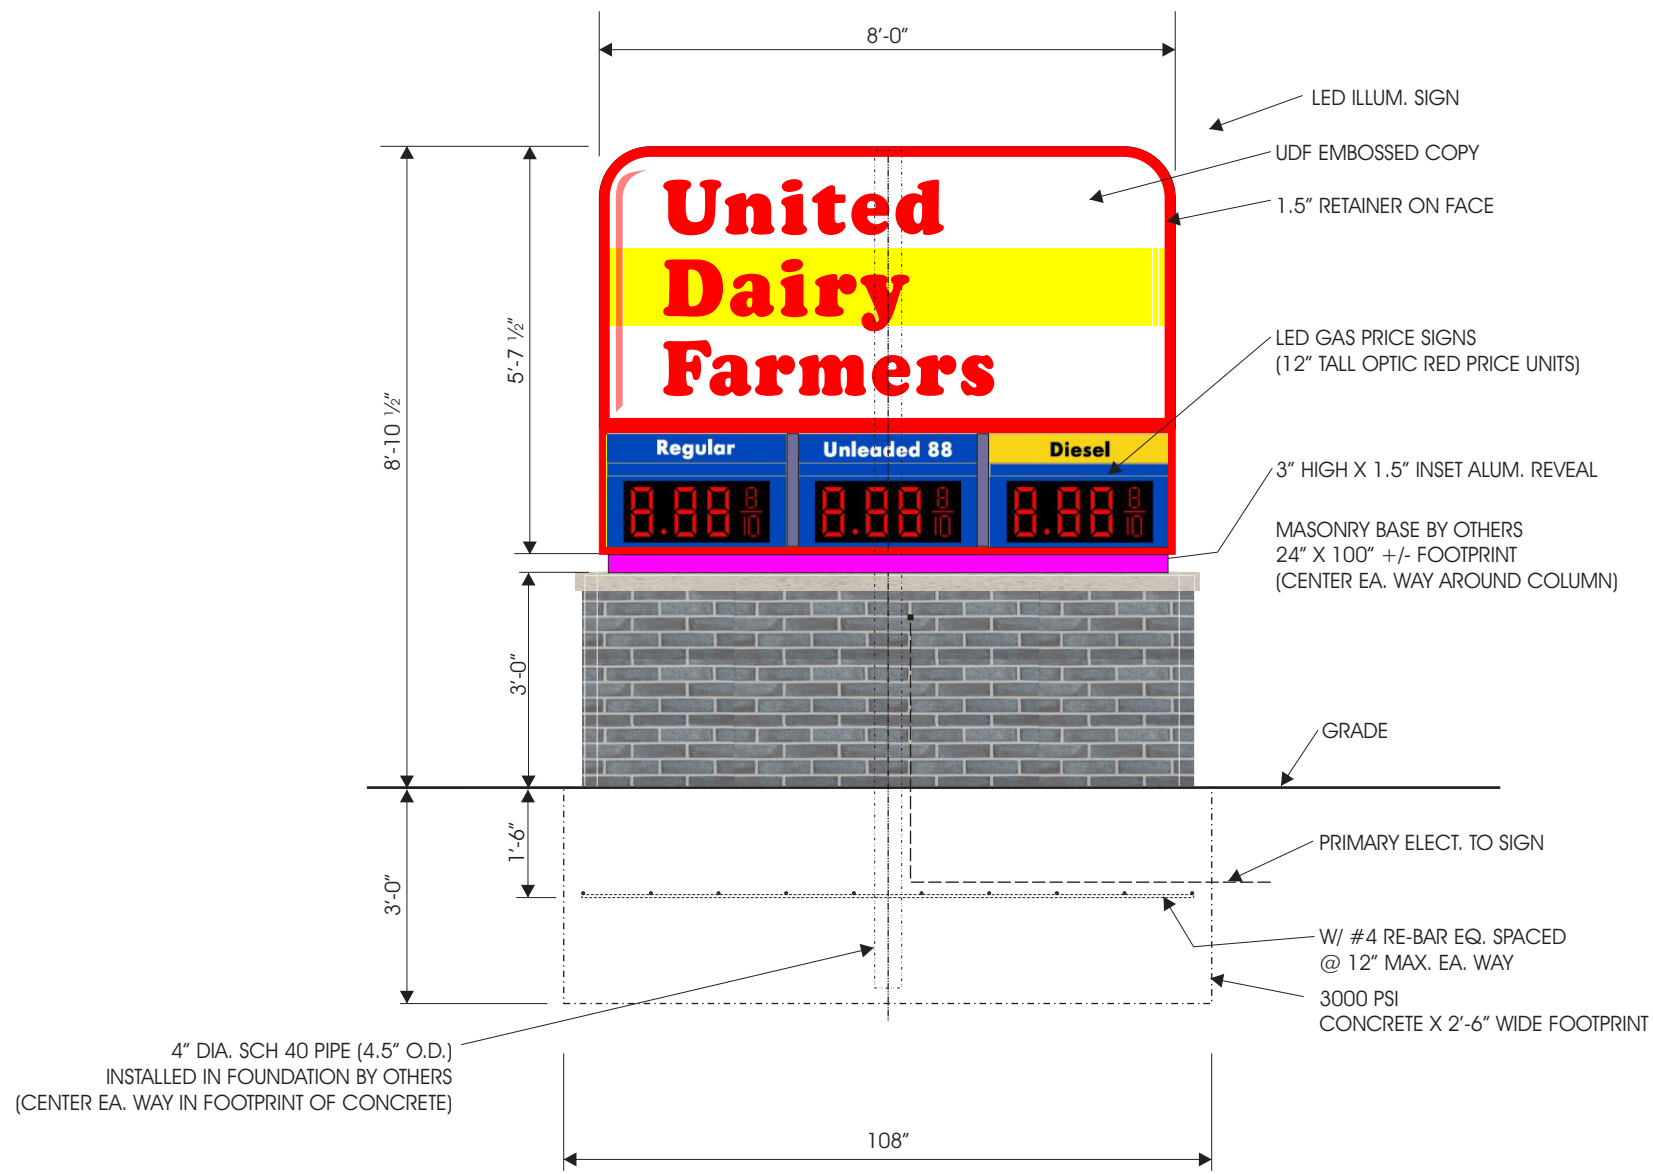 8'-0"
LED ILLUM. SIGN
UDF EMBOSSED COPY
1.5" RETAINER ON FACE
United
Dairy
Farmers
5'-7 ½"
8'-10 ½"
LED GAS PRICE SIGNS
(12" TALL OPTIC RED PRICE UNITS)
Regular
Unleaded 88
Diesel
8.88 8/10
8.88 8/10
8.88 8/10
3" HIGH X 1.5" INSET ALUM. REVEAL
MASONRY BASE BY OTHERS
24" X 100" +/- FOOTPRINT
(CENTER EA. WAY AROUND COLUMN)
3'-0"
GRADE
1'-6"
3'-0"
PRIMARY ELECT. TO SIGN
W/ #4 RE-BAR EQ. SPACED
@ 12" MAX. EA. WAY
3000 PSI
CONCRETE X 2'-6" WIDE FOOTPRINT
4" DIA. SCH 40 PIPE (4.5" O.D.)
INSTALLED IN FOUNDATION BY OTHERS
(CENTER EA. WAY IN FOOTPRINT OF CONCRETE)
108"